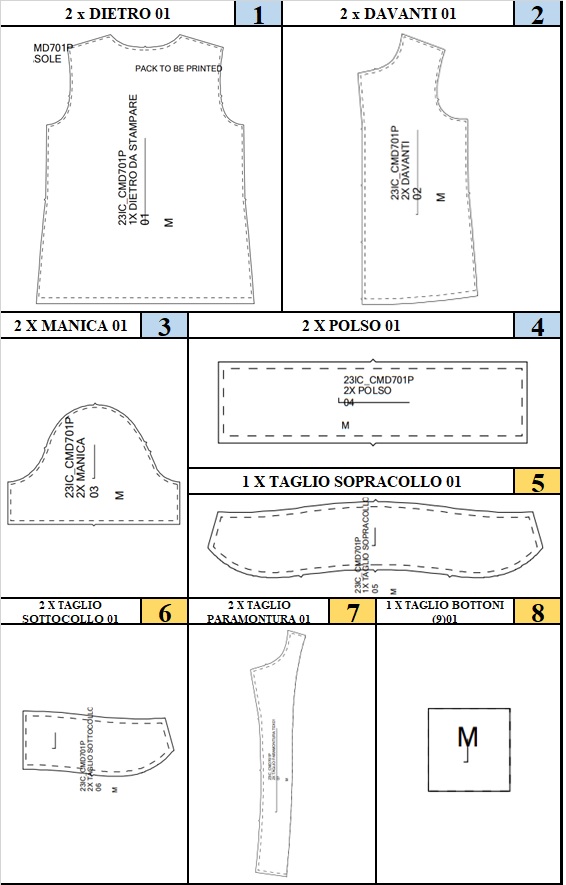 2 x DIETRO 01
1
2 x DAVANTI 01
2
MD701P
SOLE
PACK TO BE PRINTED
23IC_CMD701P
1X DIETRO DA STAMPARE
01
M
23IC_CMD701P
2X DAVANTI
02
M
2 X MANICA 01
3
2 X POLSO 01
4
23IC_CMD701P
2X MANICA
03
M
23IC_CMD701P
2X POLSO
04
M
1 X TAGLIO SOPRACOLLO 01
5
23IC_CMD701P
1X TAGLIO SOPRACOLLO
05
M
2 X TAGLIO
SOTTOCOLLO 01
6
2 X TAGLIO
PARAMONTURA 01
7
1 X TAGLIO BOTTONI
(9)01
8
23IC_CMD701P
2X TAGLIO SOTTOCOLLO
06
M
M